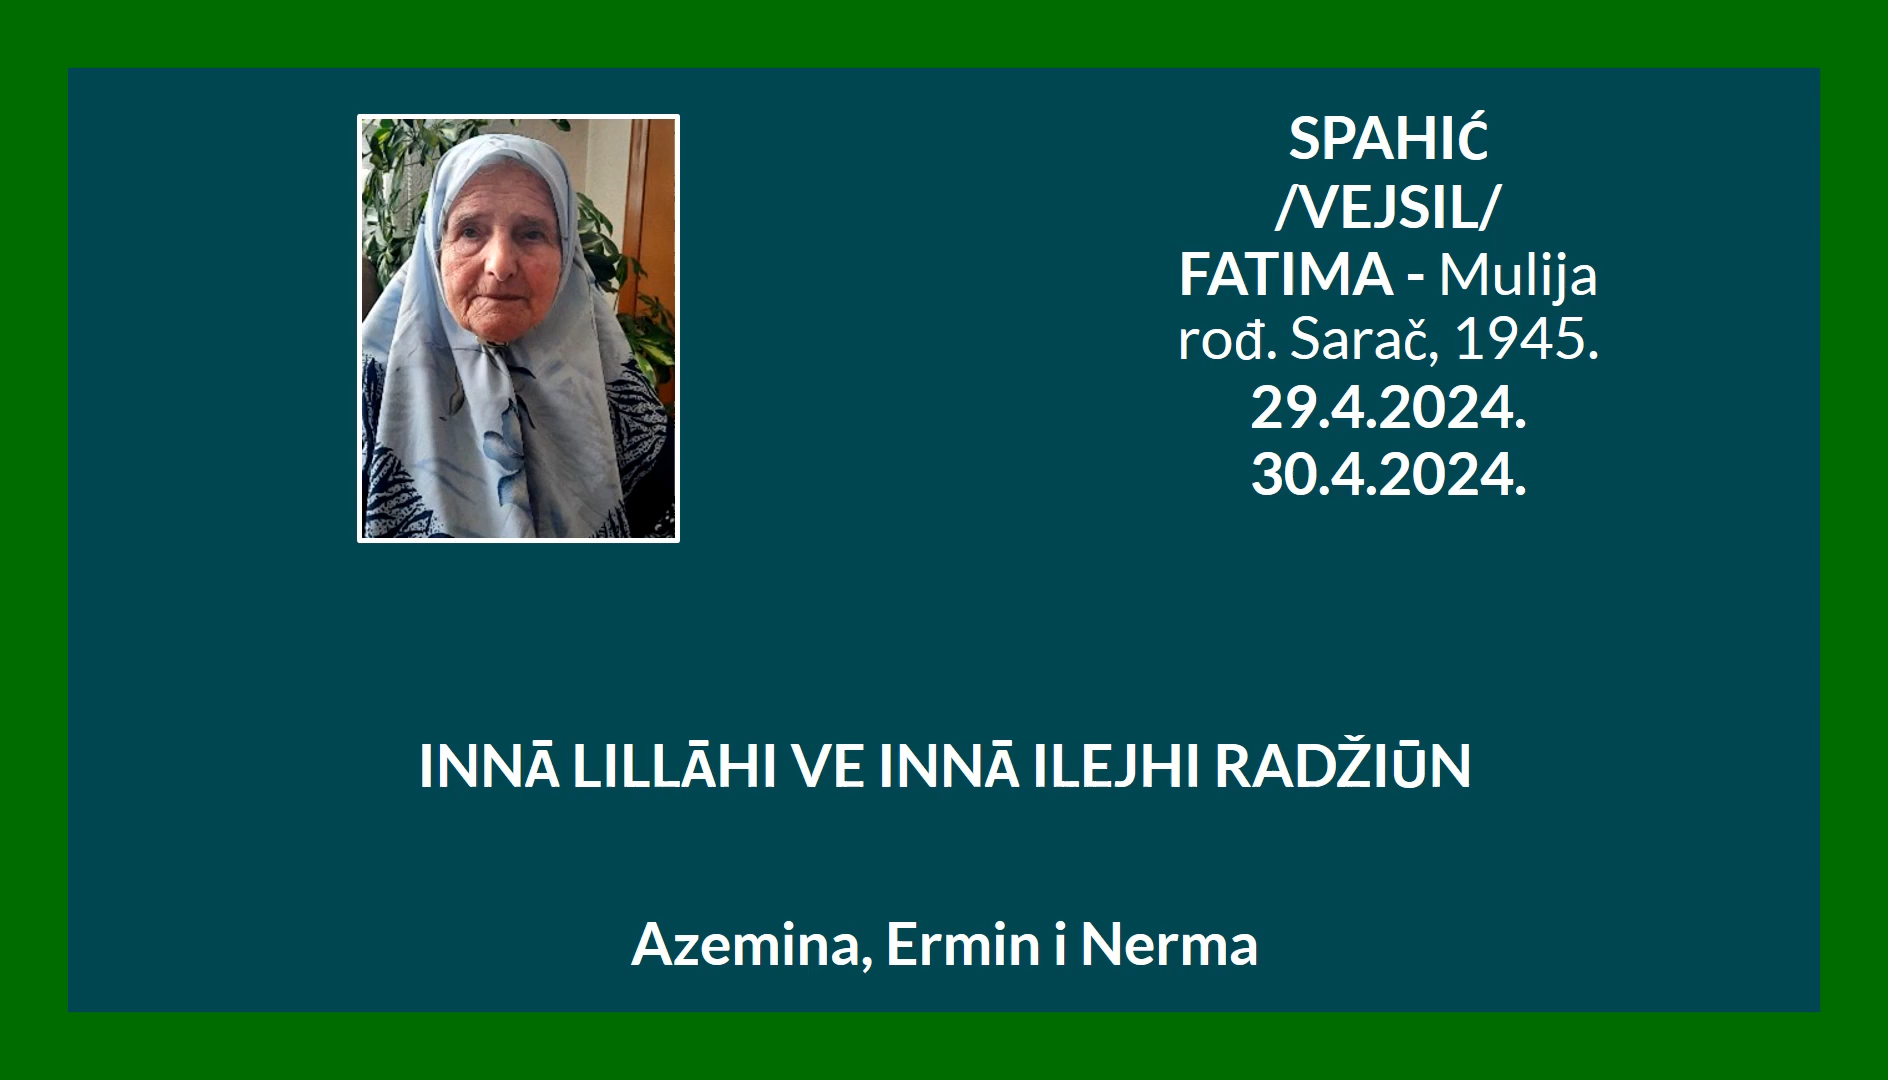 SPAHIĆ
/VEJSIL/
FATIMA - Mulija
rođ. Sarač, 1945.
29.4.2024.
30.4.2024.
INNĀ LILLĀHI VE INNĀ ILEJHI RADŽIŪN
Azemina, Ermin i Nerma